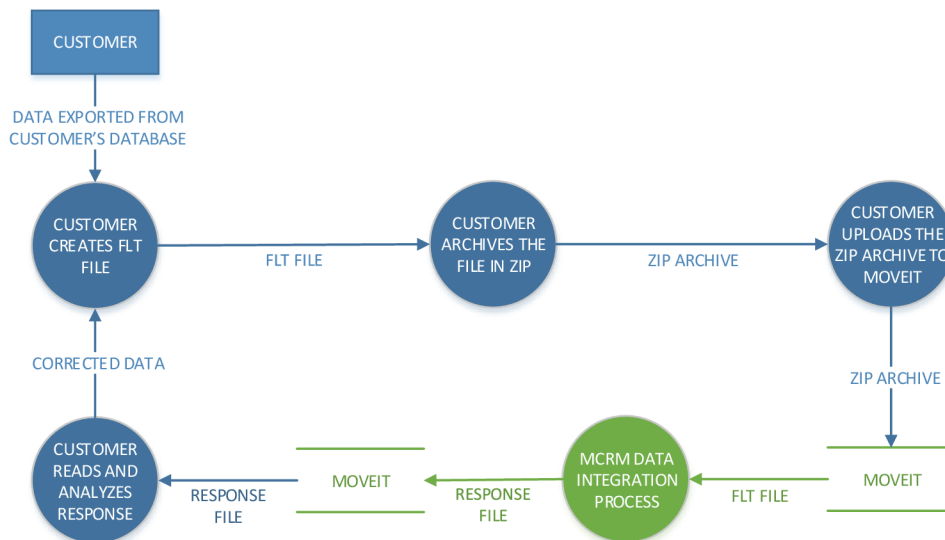 CUSTOMER
DATA EXPORTED FROM
CUSTOMER'S DATABASE
CUSTOMER
CREATES FLT
FILE
FLT FILE
CUSTOMER
ARCHIVES THE
FILE IN ZIP
ZIP ARCHIVE
CUSTOMER
UPLOADS THE
ZIP ARCHIVE TO
MOVEIT
ZIP ARCHIVE
MOVEIT
FLT FILE
MCRM DATA
INTEGRATION
PROCESS
RESPONSE
FILE
MOVEIT
RESPONSE
FILE
CUSTOMER
READS AND
ANALYZES
RESPONSE
CORRECTED DATA